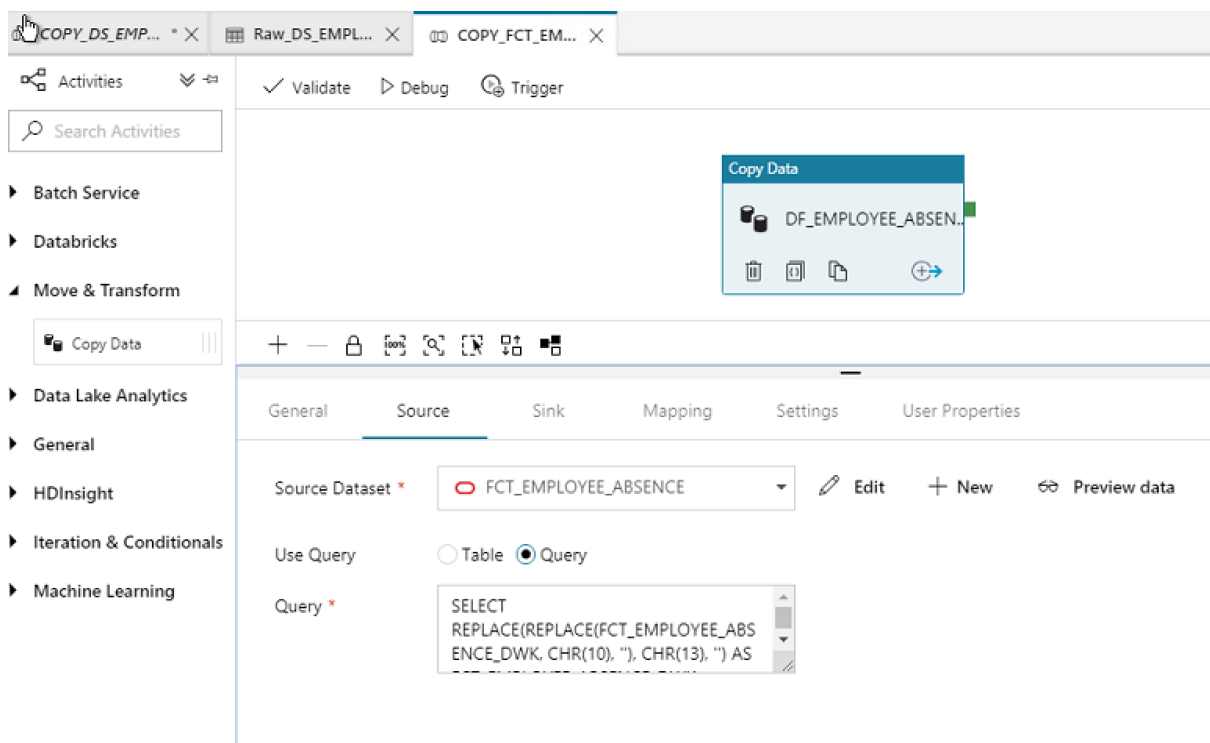 COPY_DS_EMP... * Raw_DS_EMPL... COPY_FCT_EM...
Activities
Validate Debug Trigger
Search Activities
Copy Data
Batch Service
DF_EMPLOYEE_ABSEN..
Databricks
Move & Transform
Copy Data
100%
Data Lake Analytics
General Source Sink Mapping Settings User Properties
General
Source Dataset * FCT_EMPLOYEE_ABSENCE Edit New Preview data
HDInsight
Iteration & Conditionals
Use Query Table Query
Machine Learning
Query * SELECT
REPLACE(REPLACE(FCT_EMPLOYEE_ABS
ENCE_DWK, CHR(10), ''), CHR(13), '') AS